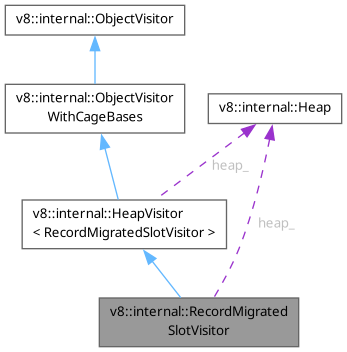 v8::internal::ObjectVisitor
v8::internal::ObjectVisitor
WithCageBases
v8::internal::Heap
heap_
v8::internal::HeapVisitor
< RecordMigratedSlotVisitor >
heap_
v8::internal::RecordMigrated
SlotVisitor